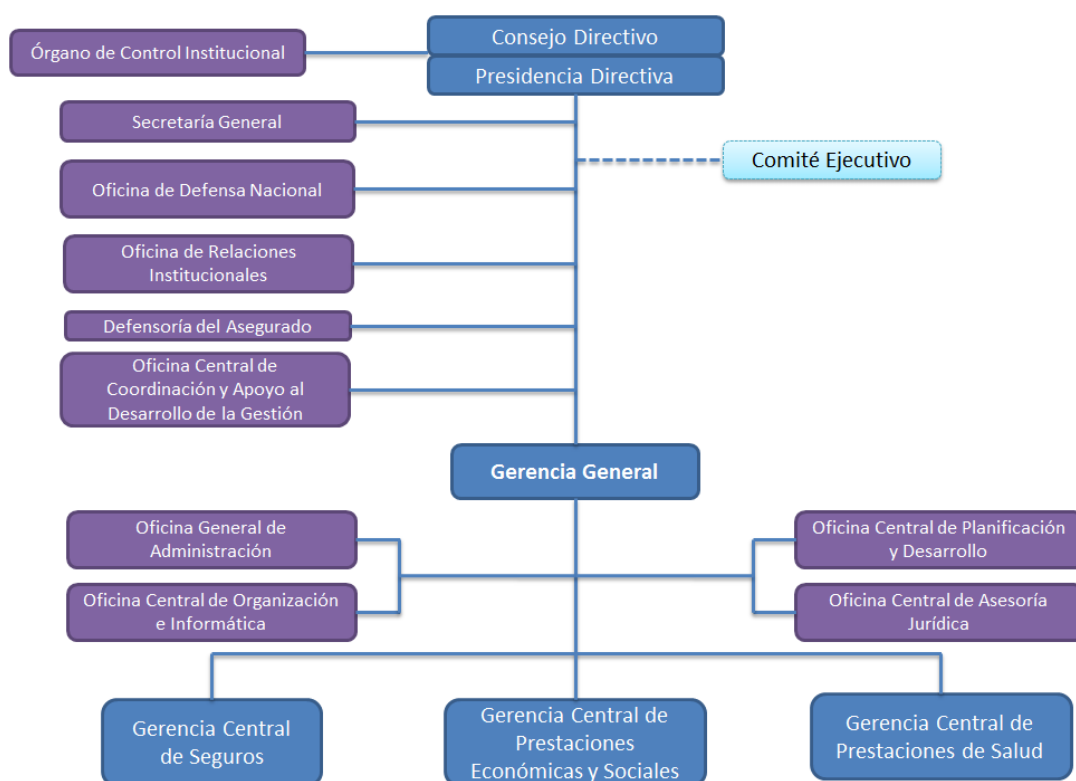 Consejo Directivo
Órgano de Control Institucional
Presidencia Directiva
Secretaría General
Comité Ejecutivo
Oficina de Defensa Nacional
Oficina de Relaciones
Institucionales
Defensoría del Asegurado
Oficina Central de
Coordinación y Apoyo al
Desarrollo de la Gestión
Gerencia General
Oficina General de
Administración
Oficina Central de Planificación
y Desarrollo
Oficina Central de Organización
e Informática
Oficina Central de Asesoría
Jurídica
Gerencia Central
de Seguros
Gerencia Central de
Prestaciones
Económicas y Sociales
Gerencia Central de
Prestaciones de Salud